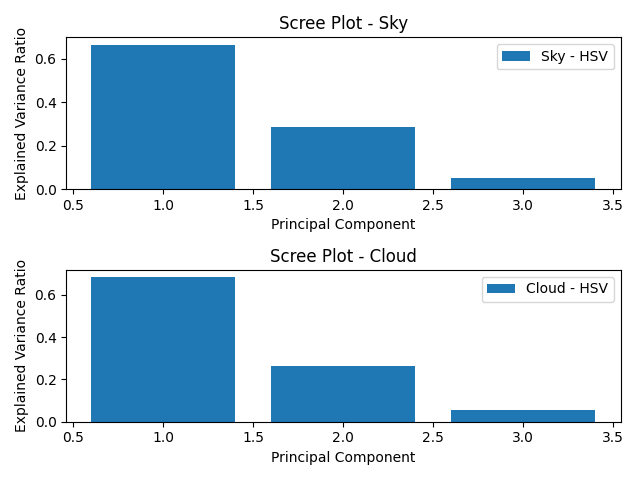 Scree Plot - Sky
Explained Variance Ratio
0.6
0.4
0.2
0.0
Sky - HSV
0.5 1.0 1.5 2.0 2.5 3.0 3.5
Principal Component
Scree Plot - Cloud
Explained Variance Ratio
0.6
0.4
0.2
0.0
Cloud - HSV
0.5 1.0 1.5 2.0 2.5 3.0 3.5
Principal Component